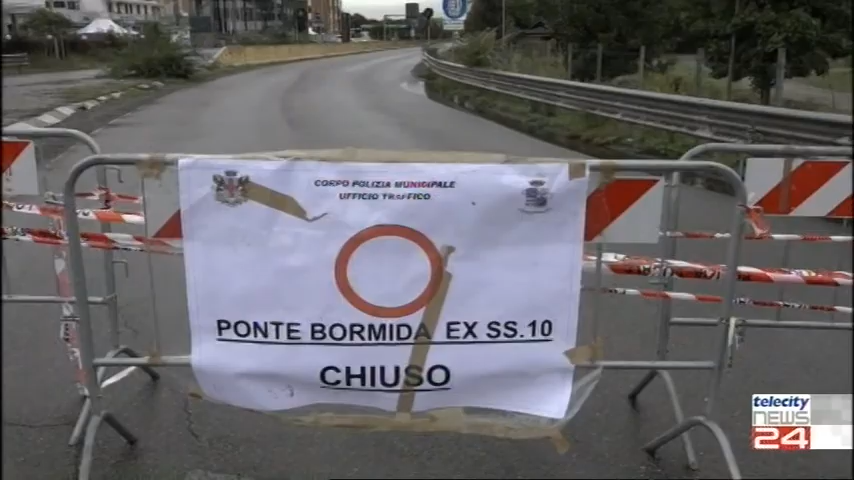 CORPO POLIZIA MUNICIPALE
UFFICIO TRAFFICO
PONTE BORMIDA EX SS.10
CHIUSO
telecity
NEWS
24